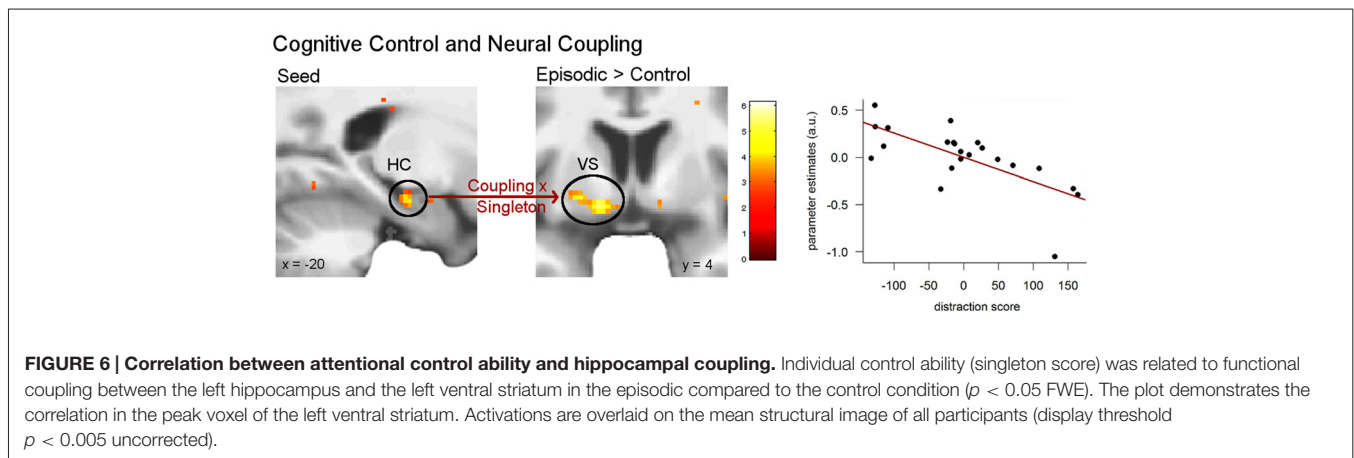 Cognitive Control and Neural Coupling
Seed
Episodic > Control
HC
VS
Coupling x
Singleton
x = -20
y = 4
6
5
4
3
2
1
0
parameter estimates (a.u.)
0.5
0.0
-0.5
-1.0
-100 -50 0 50 100 150
distraction score
FIGURE 6 | Correlation between attentional control ability and hippocampal coupling. Individual control ability (singleton score) was related to functional
coupling between the left hippocampus and the left ventral striatum in the episodic compared to the control condition (p < 0.05 FWE). The plot demonstrates the
correlation in the peak voxel of the left ventral striatum. Activations are overlaid on the mean structural image of all participants (display threshold
p < 0.005 uncorrected).